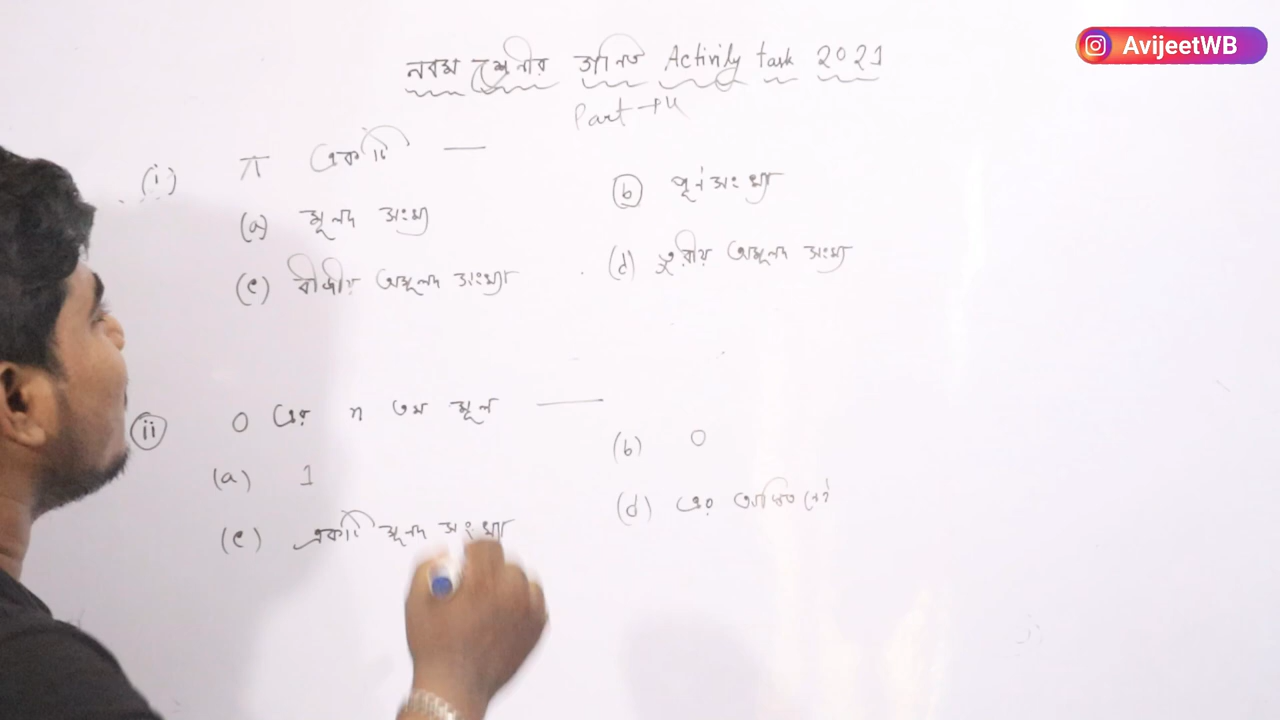 AvijeetWB
নবম শ্রেণীর গণিত Activity task 2021
Part-
(i) π একটি —
(a) মূলদ সংখ্যা (b) পূর্ণসংখ্যা
(c) বীজীয় অমূলদ সংখ্যা (d) তুরীয় অমূলদ সংখ্যা
(ii) 0 এর n তম মূল —
(a) 1 (b) 0
(c) একটি মূলদ সংখ্যা (d) এর অস্তিত্ব নেই